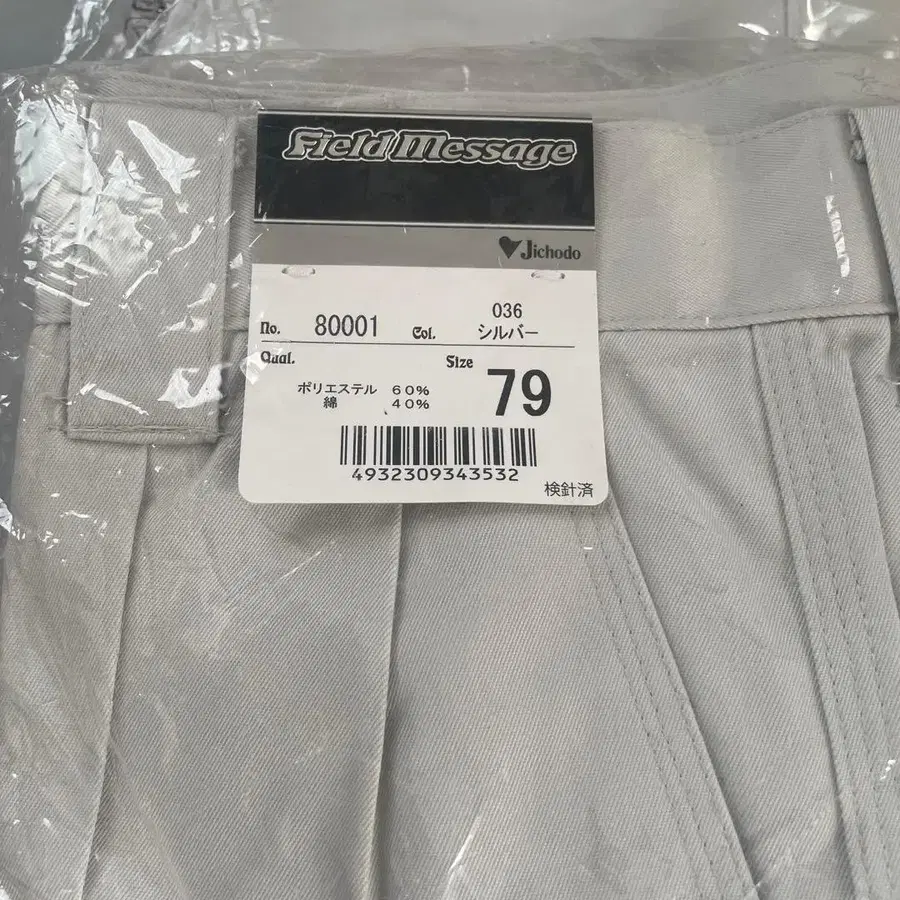 Field Message
Jichodo
No. 80001 Col. 036 シルバー
Qual. Size 79
ポリエステル 60%
綿 40%
4932309343532
検針済